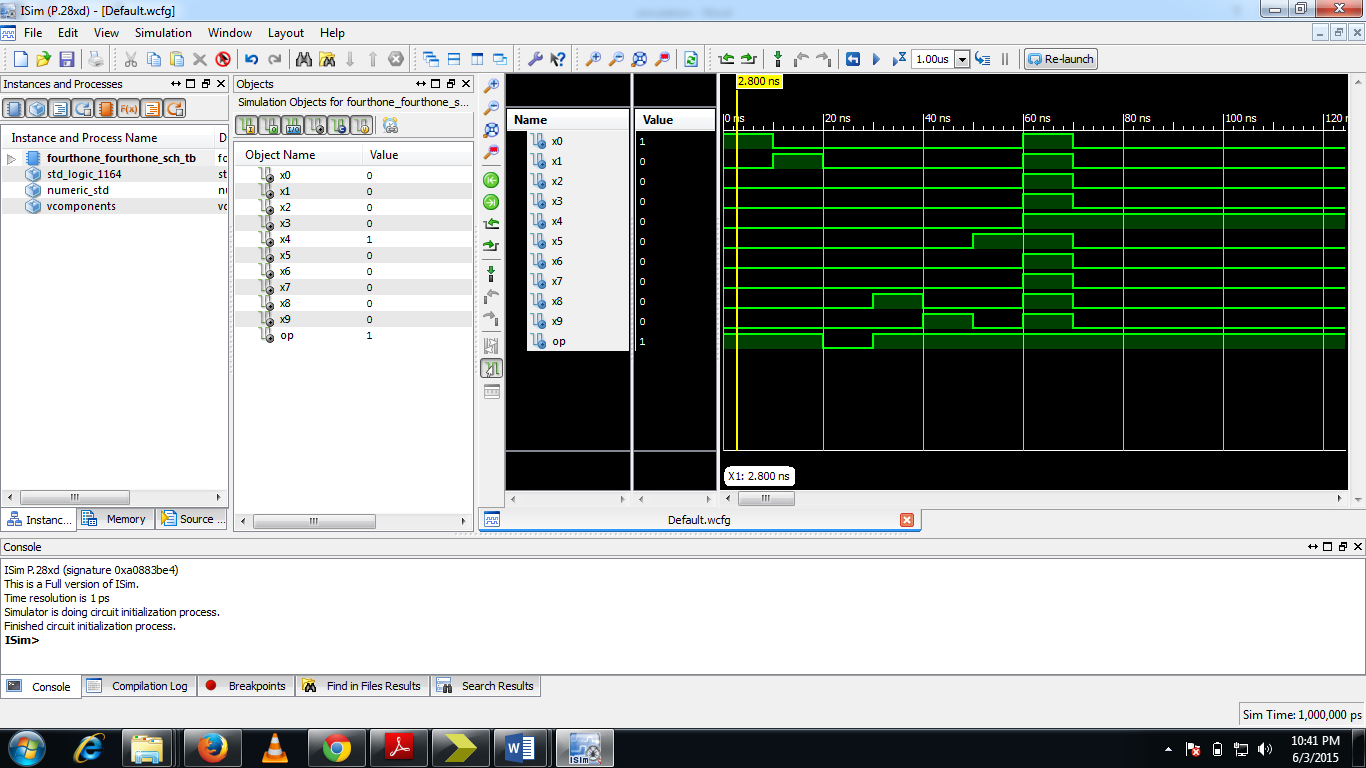 ISim (P.28xd) - [Default.wcfg]
File Edit View Simulation Window Layout Help
1.00us Re-launch
Instances and Processes
Instance and Process Name D
fourthone_fourthone_sch_tb fo
std_logic_1164 st
numeric_std nu
vcomponents vc
Instanc... Memory Source ...
Objects
Simulation Objects for fourthone_fourthone_s...
Object Name Value
x0 0
x1 0
x2 0
x3 0
x4 1
x5 0
x6 0
x7 0
x8 0
x9 0
op 1
Name Value
x0 1
x1 0
x2 0
x3 0
x4 0
x5 0
x6 0
x7 0
x8 0
x9 0
op 1
2.800 ns
0 ns 20 ns 40 ns 60 ns 80 ns 100 ns 120 n
X1: 2.800 ns
Default.wcfg
Console
ISim P.28xd (signature 0xa0883be4)
This is a Full version of ISim.
Time resolution is 1 ps
Simulator is doing circuit initialization process.
Finished circuit initialization process.
ISim>
Console Compilation Log Breakpoints Find in Files Results Search Results
Sim Time: 1,000,000 ps
ISim
10:41 PM
6/3/2015